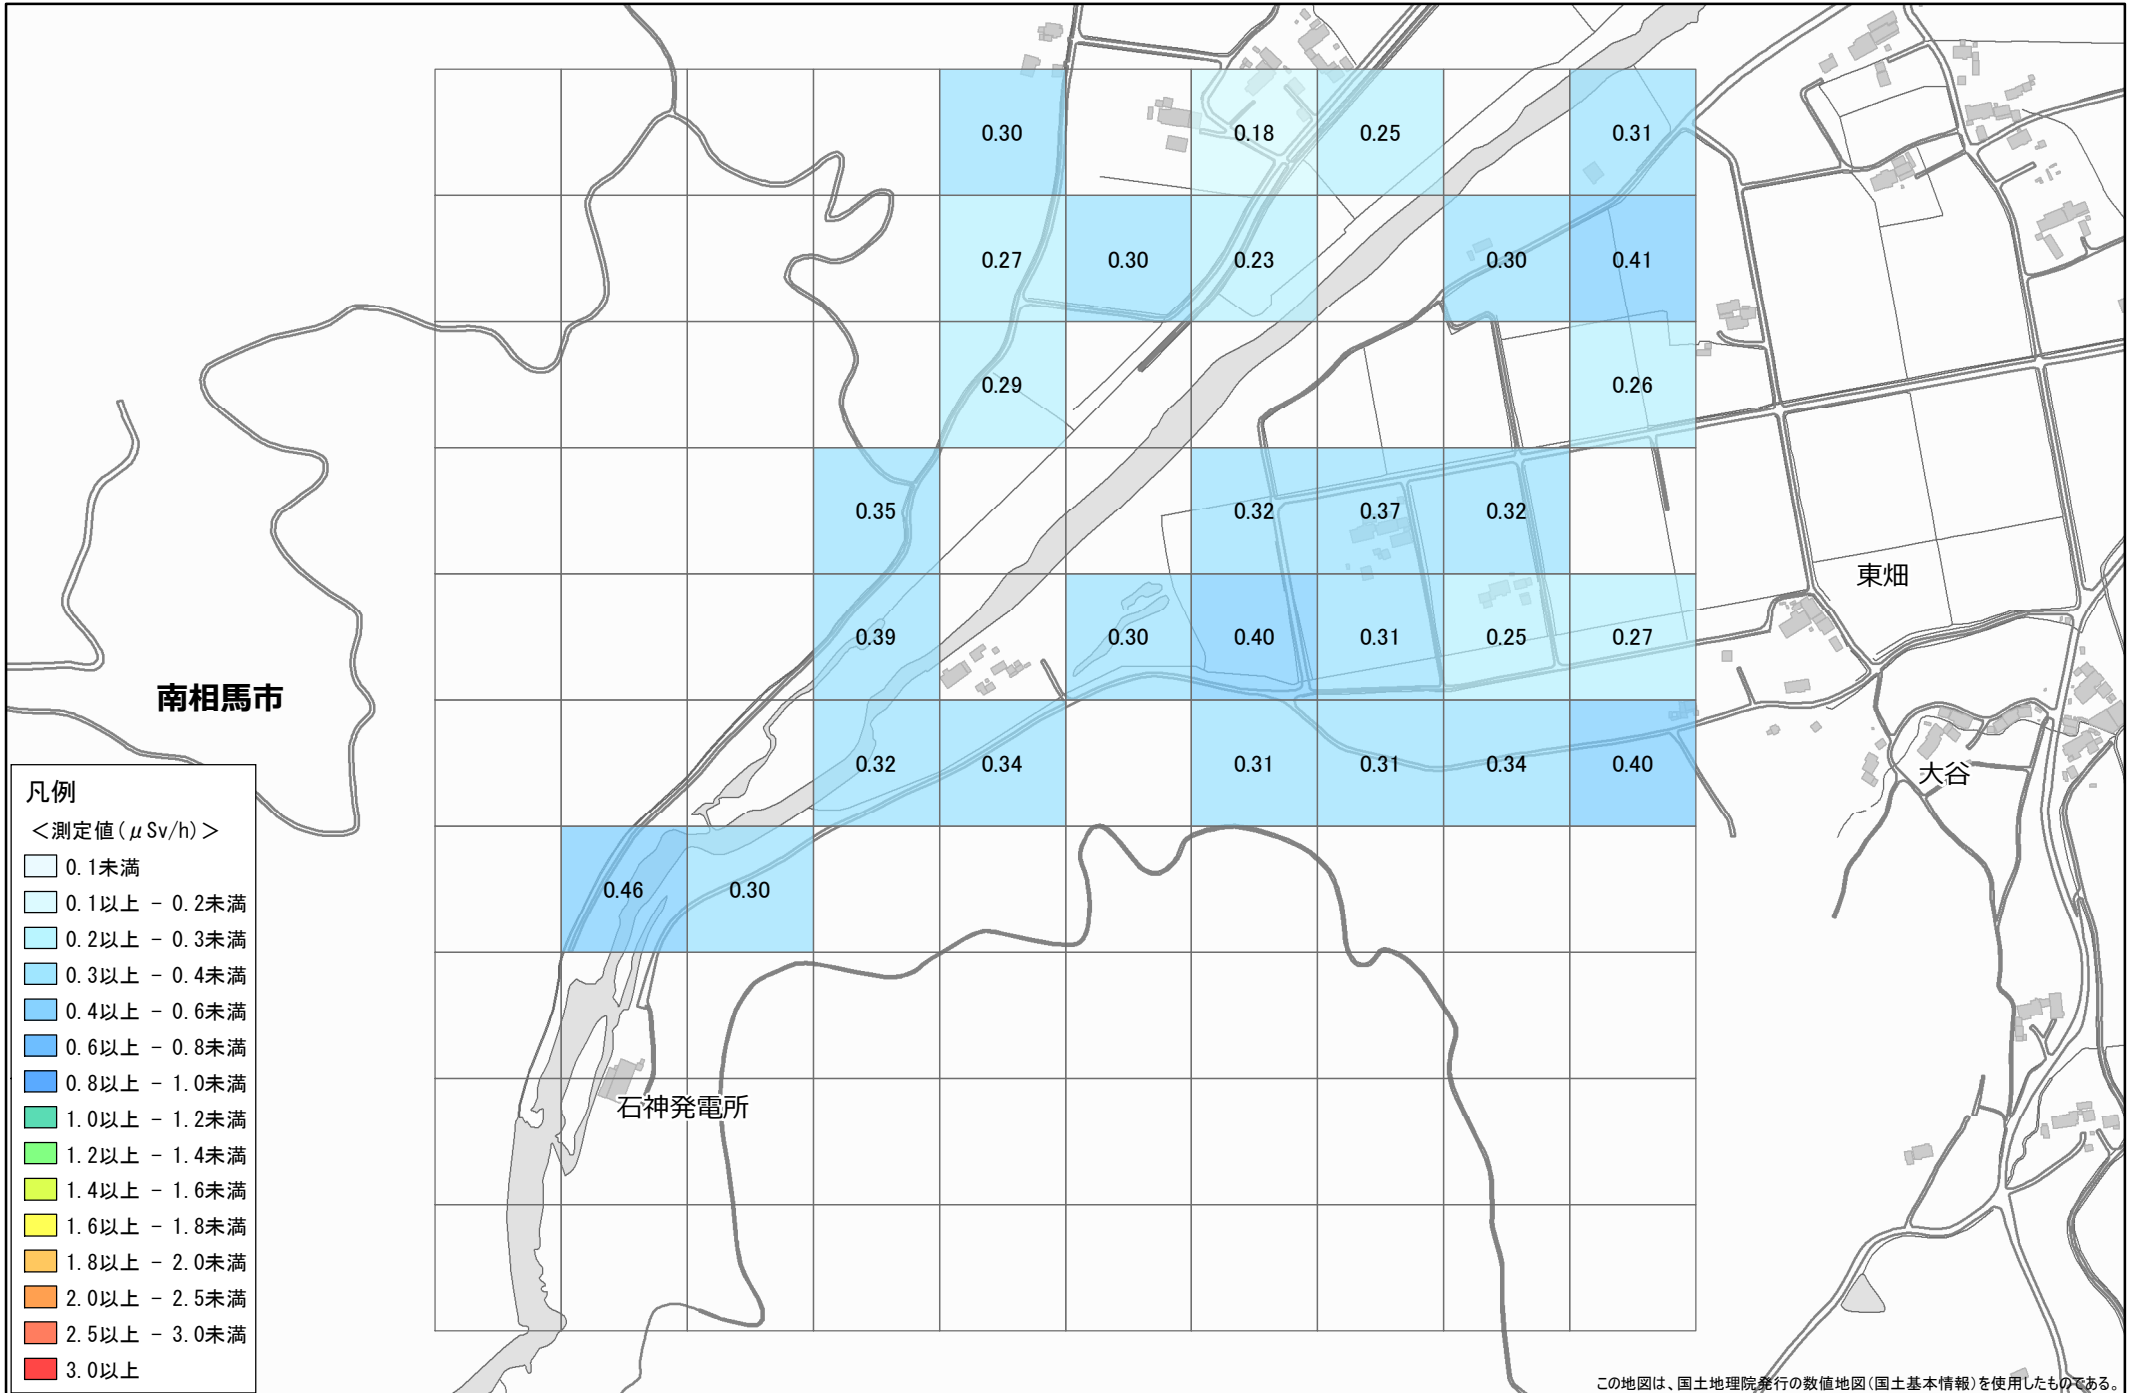 0.30 0.18 0.25 0.31
0.27 0.30 0.23 0.30 0.41
0.29 0.26
0.35 0.32 0.37 0.32
東畑
0.39 0.30 0.40 0.31 0.25 0.27
南相馬市
0.32 0.34 0.31 0.31 0.34 0.40
大谷
0.46 0.30
石神発電所
凡例
＜測定値(μSv/h)＞
0.1未満
0.1以上 - 0.2未満
0.2以上 - 0.3未満
0.3以上 - 0.4未満
0.4以上 - 0.6未満
0.6以上 - 0.8未満
0.8以上 - 1.0未満
1.0以上 - 1.2未満
1.2以上 - 1.4未満
1.4以上 - 1.6未満
1.6以上 - 1.8未満
1.8以上 - 2.0未満
2.0以上 - 2.5未満
2.5以上 - 3.0未満
3.0以上
この地図は、国土地理院発行の数値地図(国土基本情報)を使用したものである。